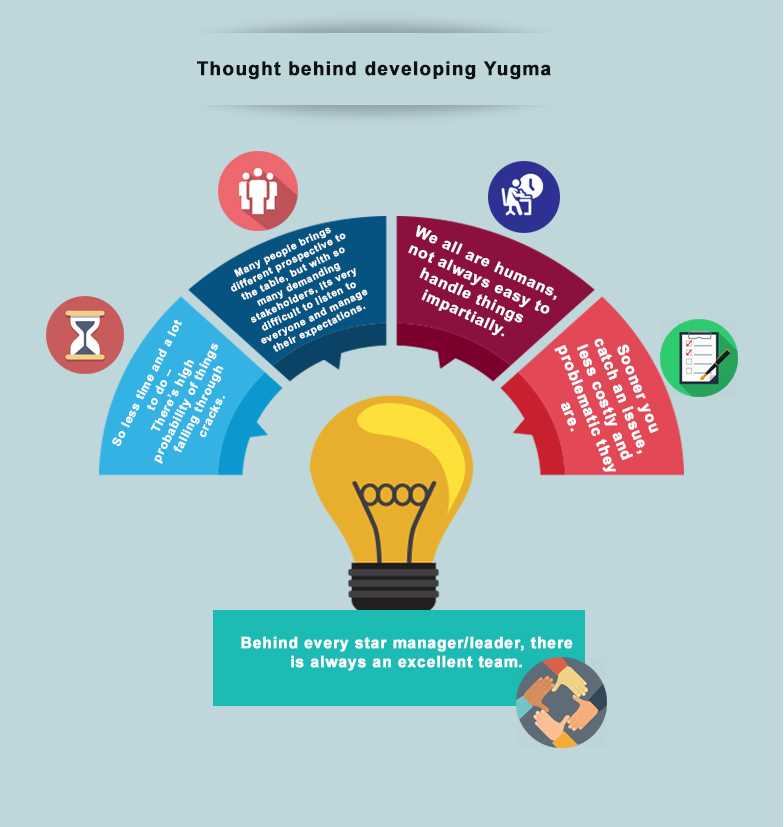 Thought behind developing Yugma
So less time and a lot
to do –
There's high
probability of things
falling through
cracks.
Many people brings
different prospective to
the table, but with so
many demanding
stakeholders, its very
difficult to listen to
everyone and manage
their expectations.
We all are humans,
not always easy to
handle things
impartially.
Sooner you
catch an issue,
less costly and
problematic they
are.
Behind every star manager/leader, there
is always an excellent team.